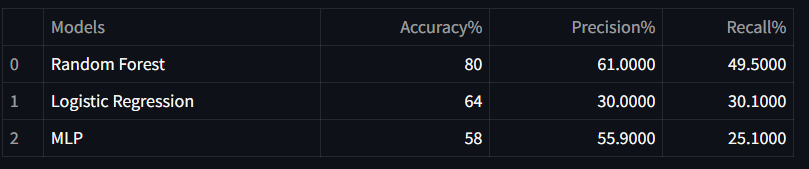 Models Accuracy% Precision% Recall%
0 Random Forest 80 61.0000 49.5000
1 Logistic Regression 64 30.0000 30.1000
2 MLP 58 55.9000 25.1000